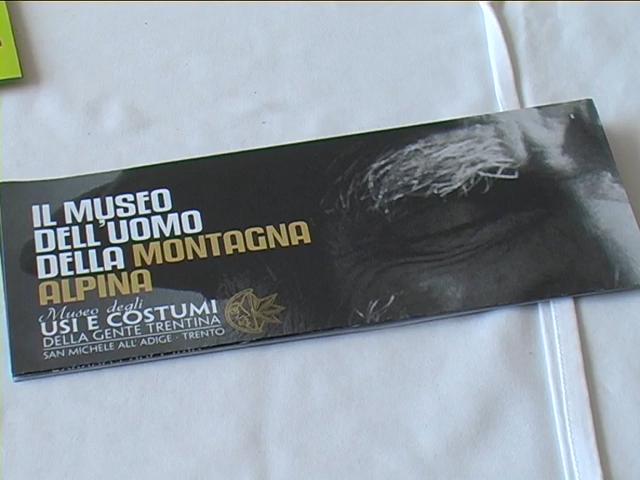 IL MUSEO
DELL'UOMO
DELLA MONTAGNA
ALPINA
Museo degli
USI E COSTUMI
DELLA GENTE TRENTINA
SAN MICHELE ALL'ADIGE - TRENTO